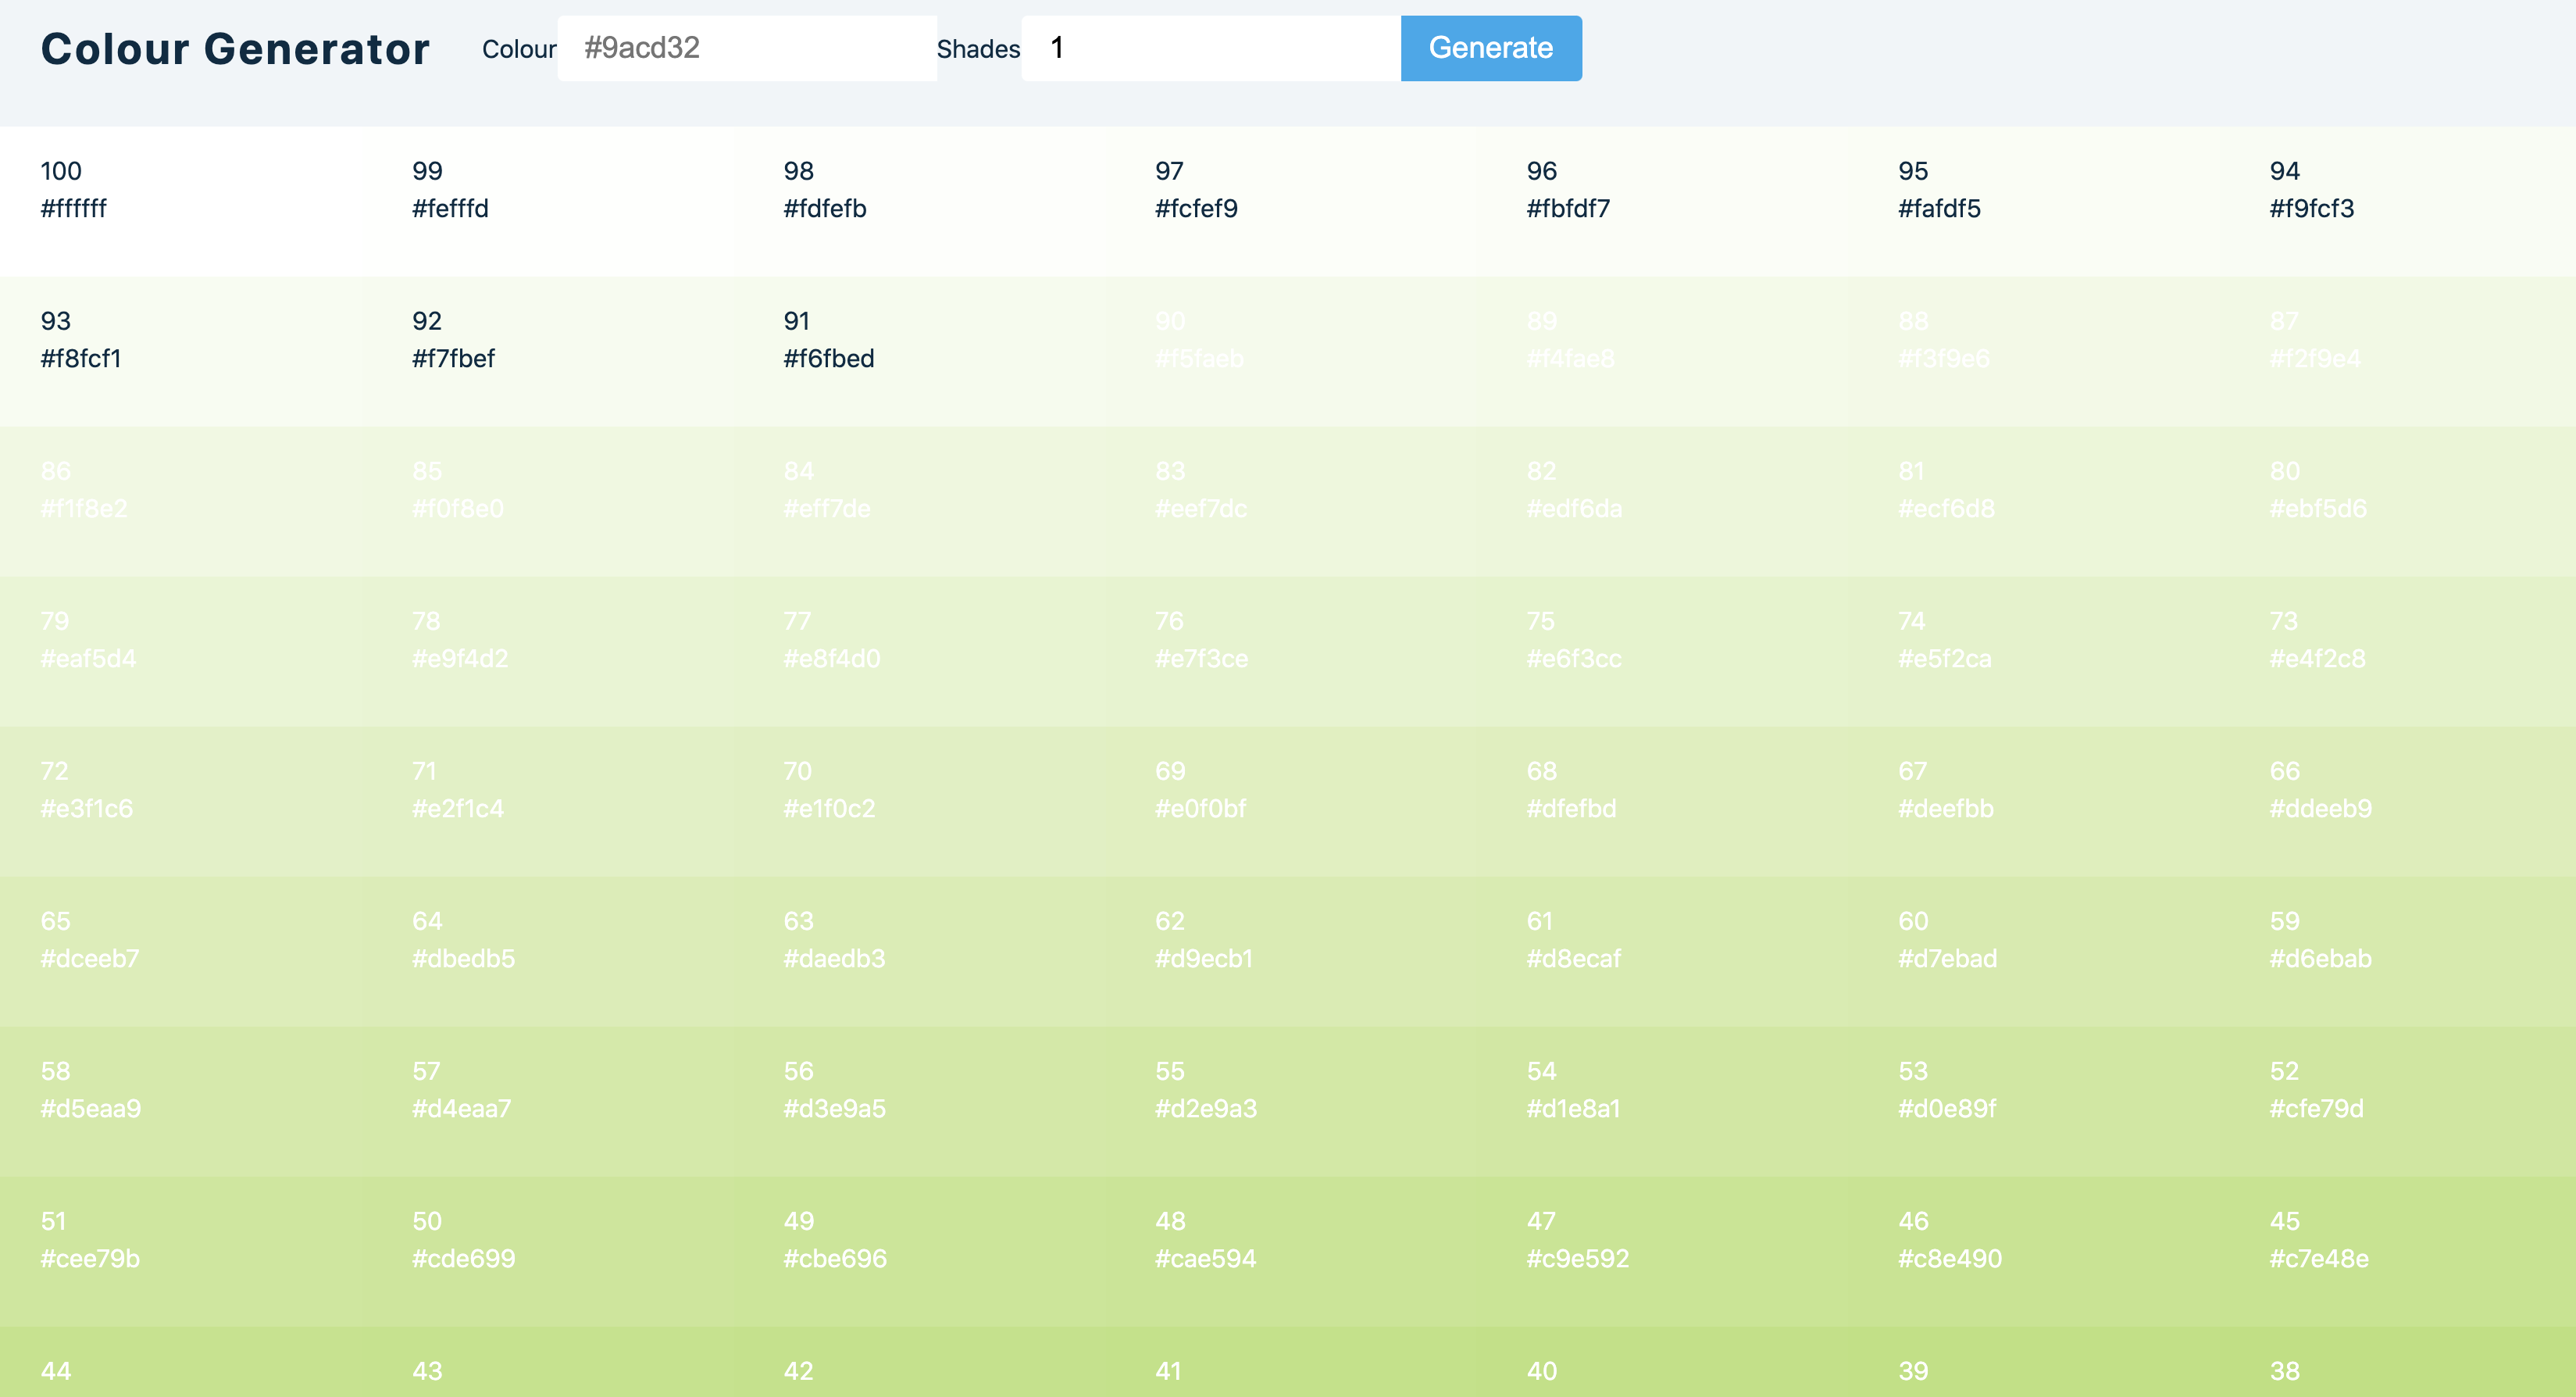 Colour Generator Colour #9acd32 Shades 1 Generate
100 99 98 97 96 95 94
#ffffff #fefffd #fdfefb #fcfef9 #fbfdf7 #fafdf5 #f9fcf3
93 92 91 90 89 88 87
#f8fcf1 #f7fbef #f6fbed #f5faeb #f4fae8 #f3f9e6 #f2f9e4
86 85 84 83 82 81 80
#f1f8e2 #f0f8e0 #eff7de #eef7dc #edf6da #ecf6d8 #ebf5d6
79 78 77 76 75 74 73
#eaf5d4 #e9f4d2 #e8f4d0 #e7f3ce #e6f3cc #e5f2ca #e4f2c8
72 71 70 69 68 67 66
#e3f1c6 #e2f1c4 #e1f0c2 #e0f0bf #dfefbd #deefbb #ddeeb9
65 64 63 62 61 60 59
#dceeb7 #dbedb5 #daedb3 #d9ecb1 #d8ecaf #d7ebad #d6ebab
58 57 56 55 54 53 52
#d5eaa9 #d4eaa7 #d3e9a5 #d2e9a3 #d1e8a1 #d0e89f #cfe79d
51 50 49 48 47 46 45
#cee79b #cde699 #cbe696 #cae594 #c9e592 #c8e490 #c7e48e
44 43 42 41 40 39 38